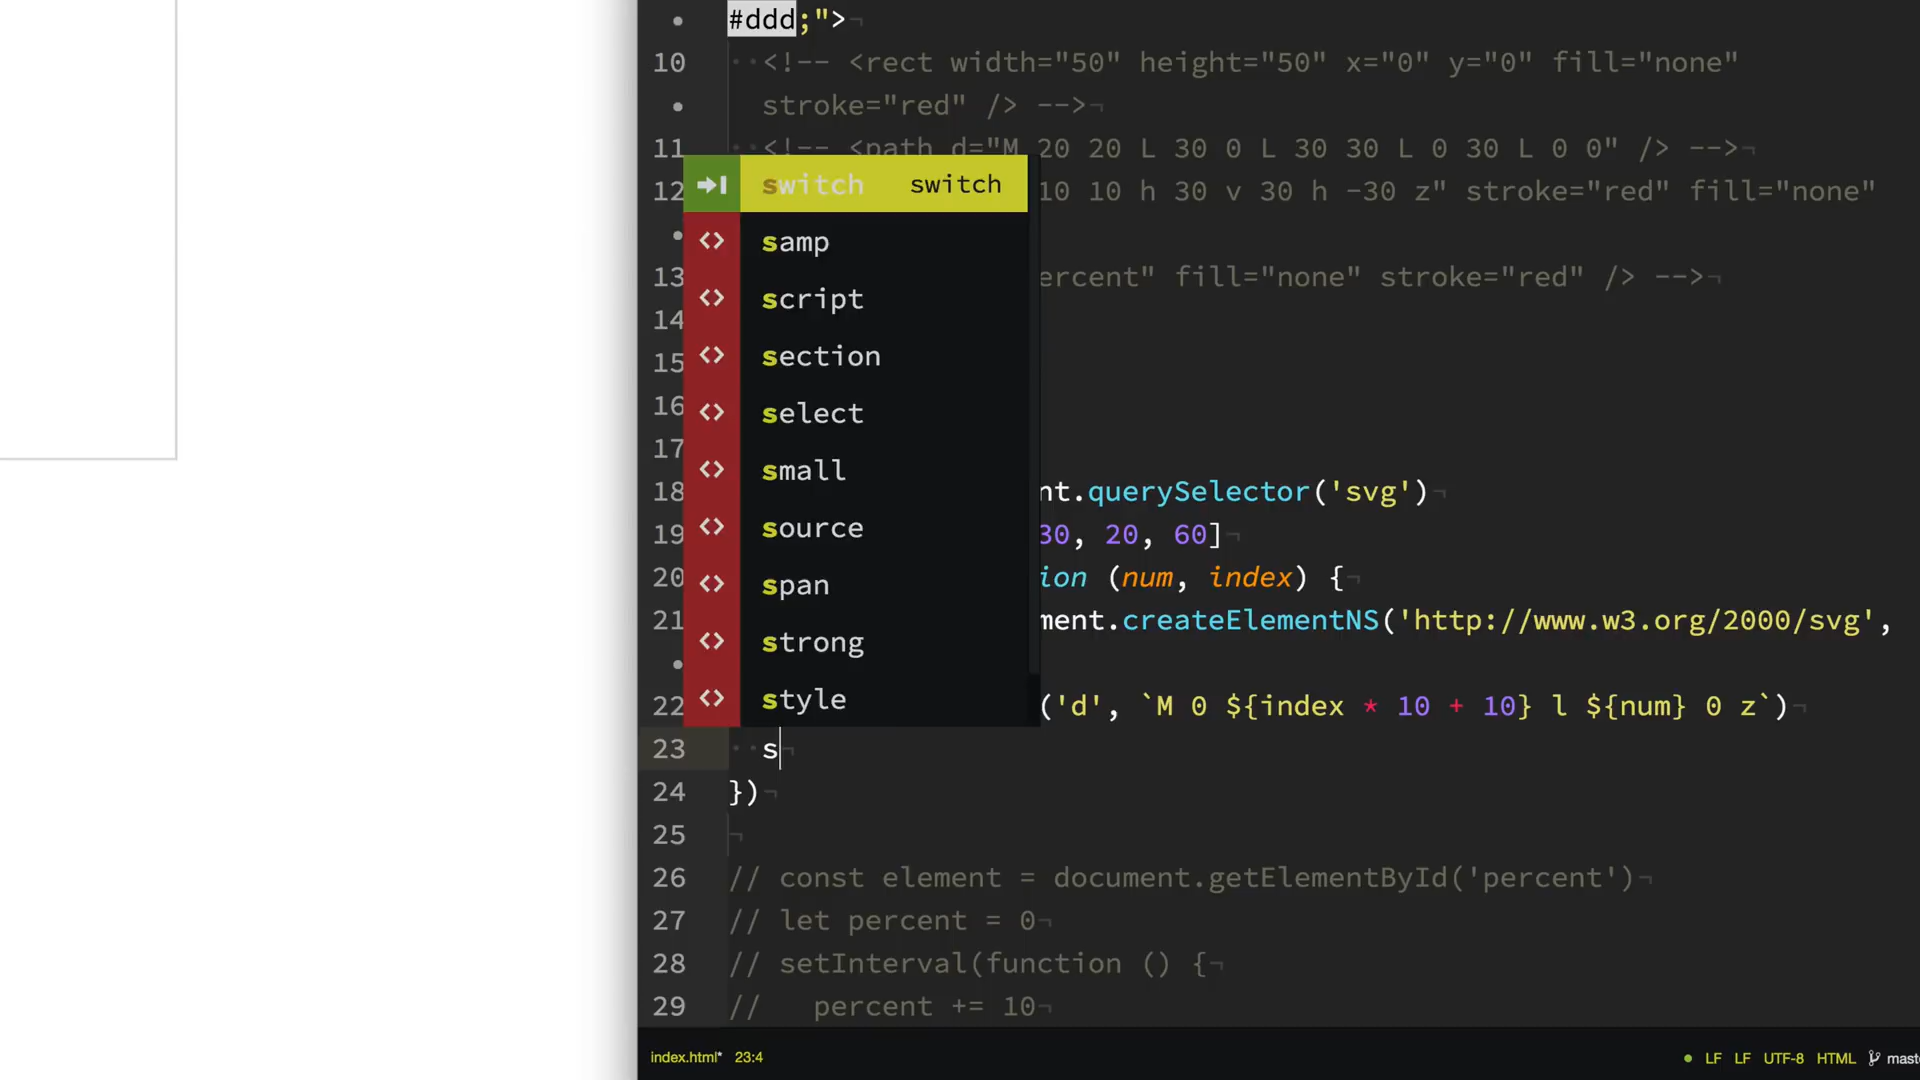 #ddd;">¬
10 <!-- <rect width="50" height="50" x="0" y="0" fill="none"
stroke="red" /> -->¬
11 <!-- <path d="M 20 20 L 30 0 L 30 30 L 0 30 L 0 0" /> -->¬
switch switch
12 10 10 h 30 v 30 h -30 z" stroke="red" fill="none"
samp
13 ercent" fill="none" stroke="red" /> -->¬
script
14
section
15
16
select
17
small
18 nt.querySelector('svg')¬
source
19 30, 20, 60]¬
span
20 ion (num, index) {¬
21 ment.createElementNS('http://www.w3.org/2000/svg',
strong
style
22 ('d', `M 0 ${index * 10 + 10} l ${num} 0 z`)¬
23 s¬
24 })¬
25 ¬
26 // const element = document.getElementById('percent')¬
27 // let percent = 0¬
28 // setInterval(function () {¬
29 // percent += 10¬
index.html* 23:4 LF LF UTF-8 HTML mast